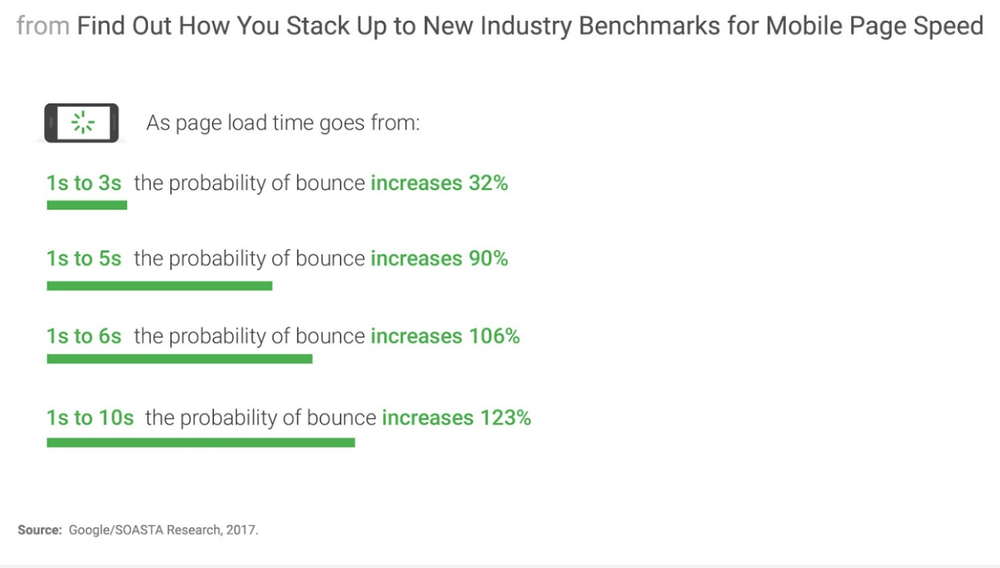 from Find Out How You Stack Up to New Industry Benchmarks for Mobile Page Speed
As page load time goes from:
1s to 3s the probability of bounce increases 32%
1s to 5s the probability of bounce increases 90%
1s to 6s the probability of bounce increases 106%
1s to 10s the probability of bounce increases 123%
Source: Google/SOASTA Research, 2017.